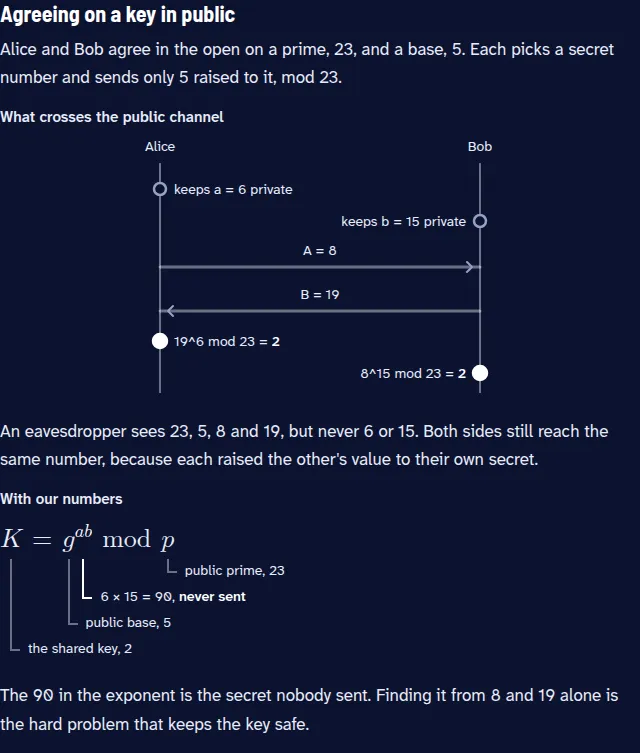 Agreeing on a key in public
Alice and Bob agree in the open on a prime, 23, and a base, 5. Each picks a secret
number and sends only 5 raised to it, mod 23.
What crosses the public channel
Alice
Bob
keeps a = 6 private
keeps b = 15 private
A = 8
B = 19
19^6 mod 23 = 2
8^15 mod 23 = 2
An eavesdropper sees 23, 5, 8 and 19, but never 6 or 15. Both sides still reach the
same number, because each raised the other's value to their own secret.
With our numbers
K = g^{ab} mod p
public prime, 23
6 × 15 = 90, never sent
public base, 5
the shared key, 2
The 90 in the exponent is the secret nobody sent. Finding it from 8 and 19 alone is
the hard problem that keeps the key safe.